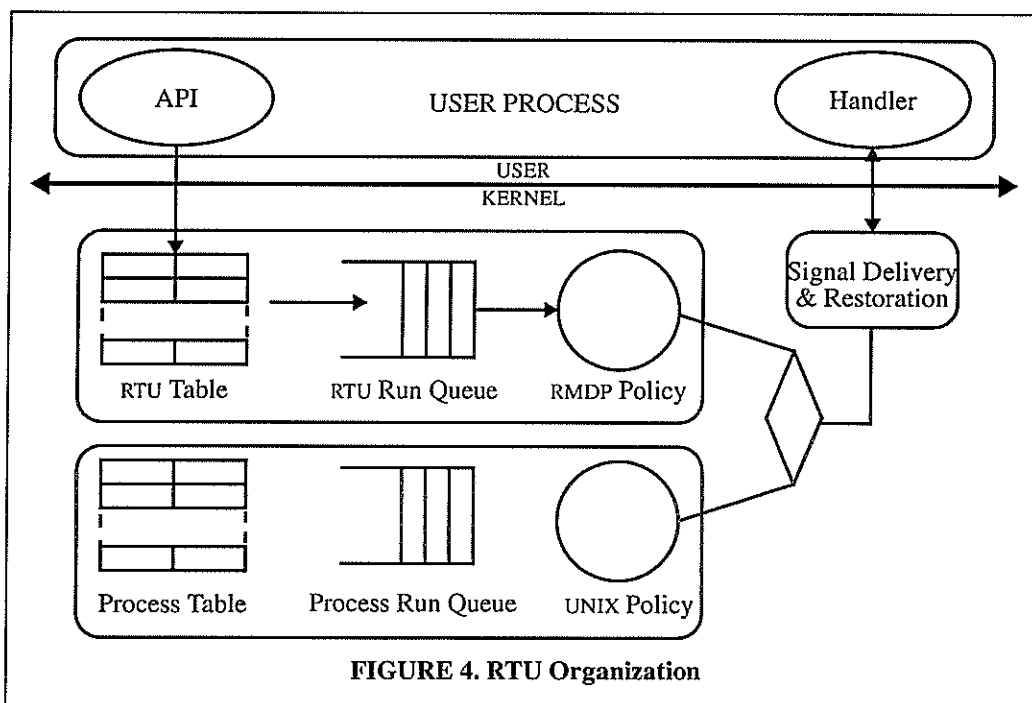 API
USER PROCESS
Handler
USER
KERNEL
Signal Delivery
& Restoration
RTU Table
RTU Run Queue
RMDP Policy
Process Table
Process Run Queue
UNIX Policy
FIGURE 4. RTU Organization